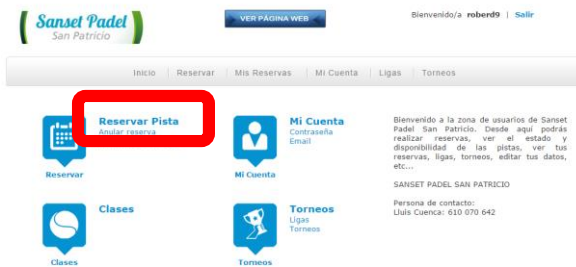 Sanset Padel
San Patricio
VER PÁGINA WEB
Bienvenido/a roberd9 | Salir
Inicio | Reservar | Mis Reservas | Mi Cuenta | Ligas | Torneos
Reservar Pista
Anular reserva
Reservar
Mi Cuenta
Contraseña
Email
Mi Cuenta
Clases
Clases
Torneos
Ligas
Torneos
Torneos
Bienvenido a la zona de usuarios de Sanset
Padel San Patricio. Desde aquí podrás
realizar reservas, ver el estado y
disponibilidad de las pistas, ver tus
reservas, ligas, torneos, editar tus datos,
etc...
SANSET PADEL SAN PATRICIO
Persona de contacto:
Lluis Cuenca: 610 070 642